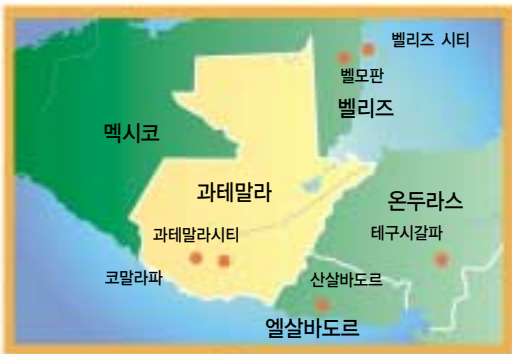 벨리즈 시티
벨모판
벨리즈
멕시코
과테말라
온두라스
과테말라시티
테구시갈파
코말라파
산살바도르
엘살바도르